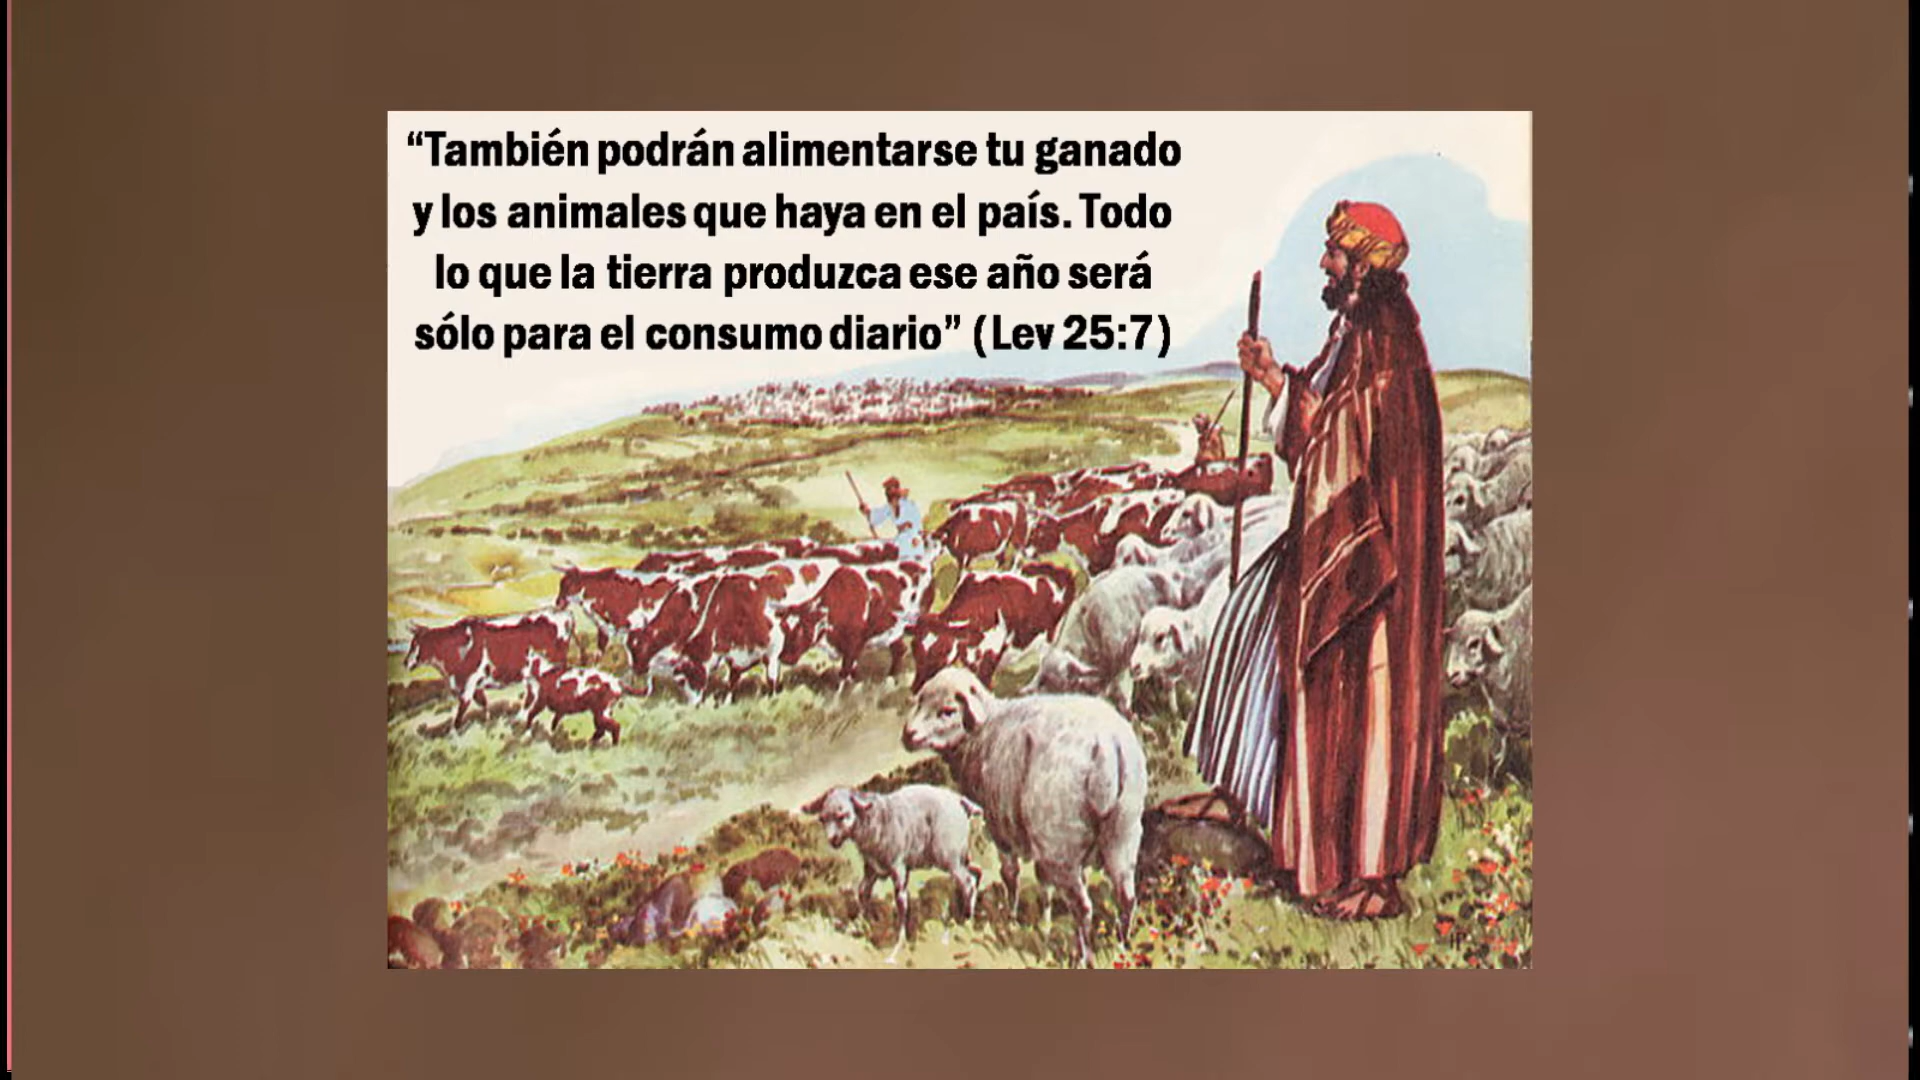 “También podrán alimentarse tu ganado
y los animales que haya en el país. Todo
lo que la tierra produzca ese año será
sólo para el consumo diario” (Lev 25:7)